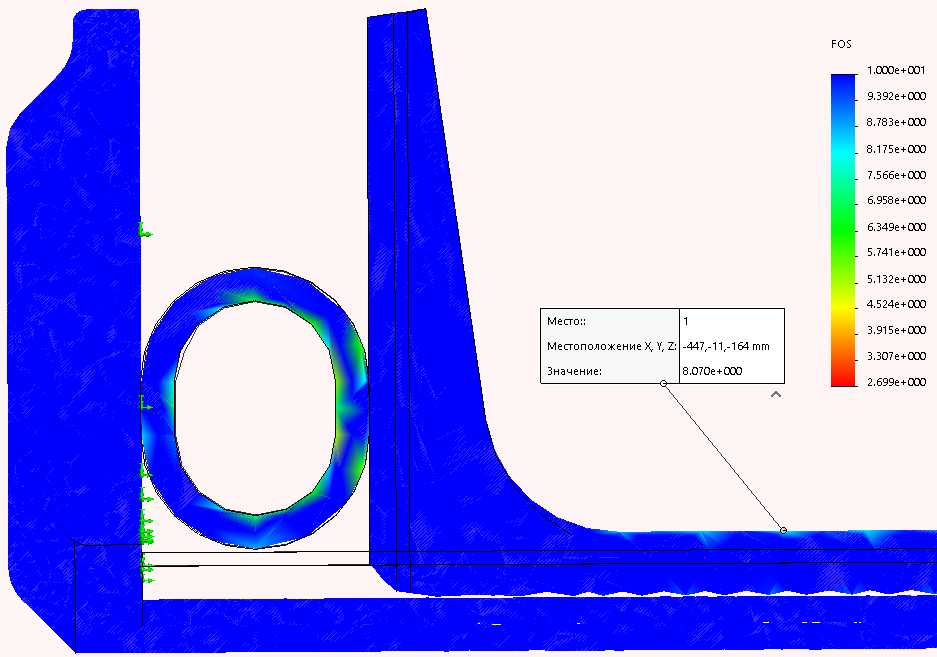 FOS
1.000e+001
9.392e+000
8.783e+000
8.175e+000
7.566e+000
6.958e+000
6.349e+000
5.741e+000
5.132e+000
4.524e+000
3.915e+000
3.307e+000
2.699e+000
Место:: 1
Местоположение X, Y, Z: -447,-11,-164 mm
Значение: 8.070e+000